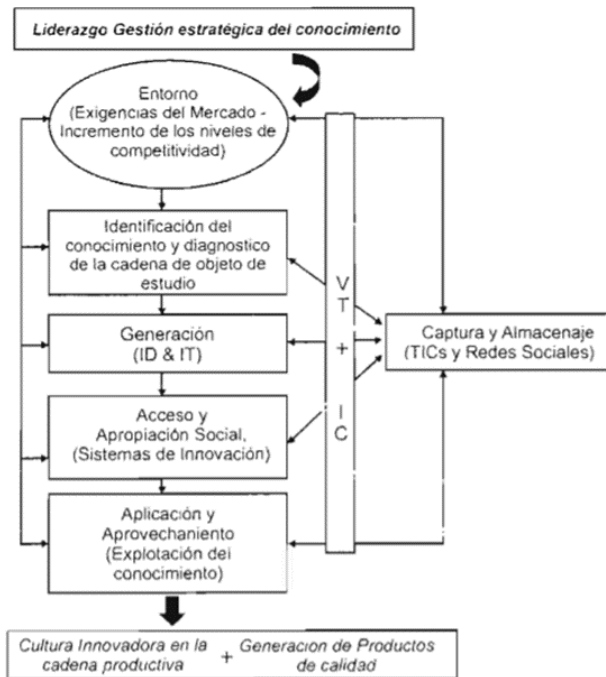 Liderazgo Gestión estratégica del conocimiento
Entorno
(Exigencias del Mercado -
Incremento de los niveles de
competitividad)
Identificación del
conocimiento y diagnostico
de la cadena de objeto de
estudio
Generación
(ID & IT)
Acceso y
Apropiación Social,
(Sistemas de Innovación)
Aplicación y
Aprovechaniento
(Explotación del
conocimiento)
V
T
+
IC
Captura y Almacenaje
(TICs y Redes Sociales)
Cultura Innovadora en la
cadena productiva
+
Generacion de Productos
de calidad